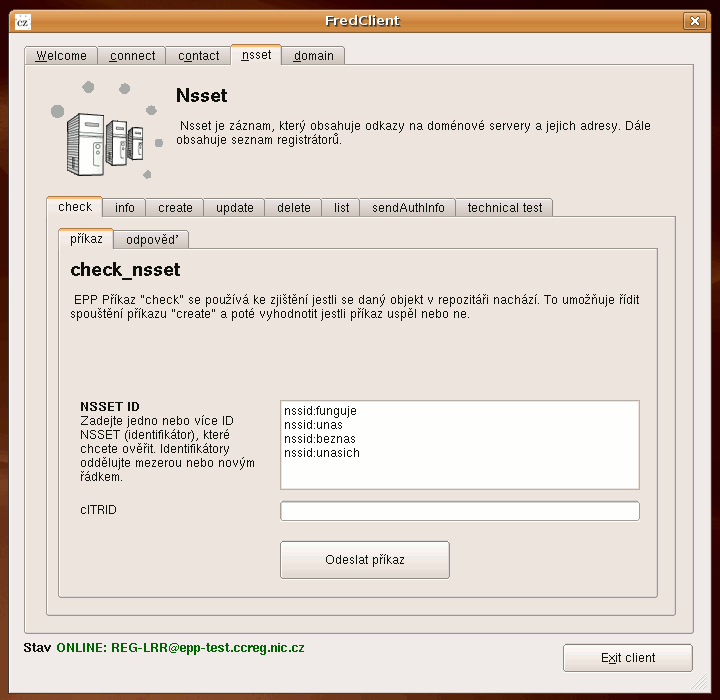 cz FredClient
Welcome connect contact nsset domain
Nsset
Nsset je záznam, který obsahuje odkazy na doménové servery a jejich adresy. Dále
obsahuje seznam registrátorů.
check info create update delete list sendAuthInfo technical test
příkaz odpověď
check_nsset
EPP Příkaz "check" se používá ke zjištění jestli se daný objekt v repozitáři nachází. To umožňuje řídit
spouštění příkazu "create" a poté vyhodnotit jestli příkaz uspěl nebo ne.
NSSET ID
Zadejte jedno nebo více ID
NSSET (identifikátor), které
chcete ověřit. Identifikátory
oddělujte mezerou nebo novým
řádkem.
nssid:funguje
nssid:unas
nssid:beznas
nssid:unasich
clTRID
Odeslat příkaz
Stav ONLINE: REG-LRR@epp-test.ccreg.nic.cz
Exit client